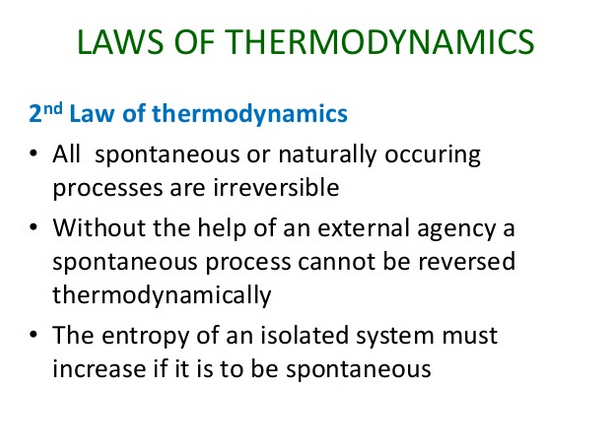 LAWS OF THERMODYNAMICS
2nd Law of thermodynamics
• All spontaneous or naturally occuring
processes are irreversible
• Without the help of an external agency a
spontaneous process cannot be reversed
thermodynamically
• The entropy of an isolated system must
increase if it is to be spontaneous